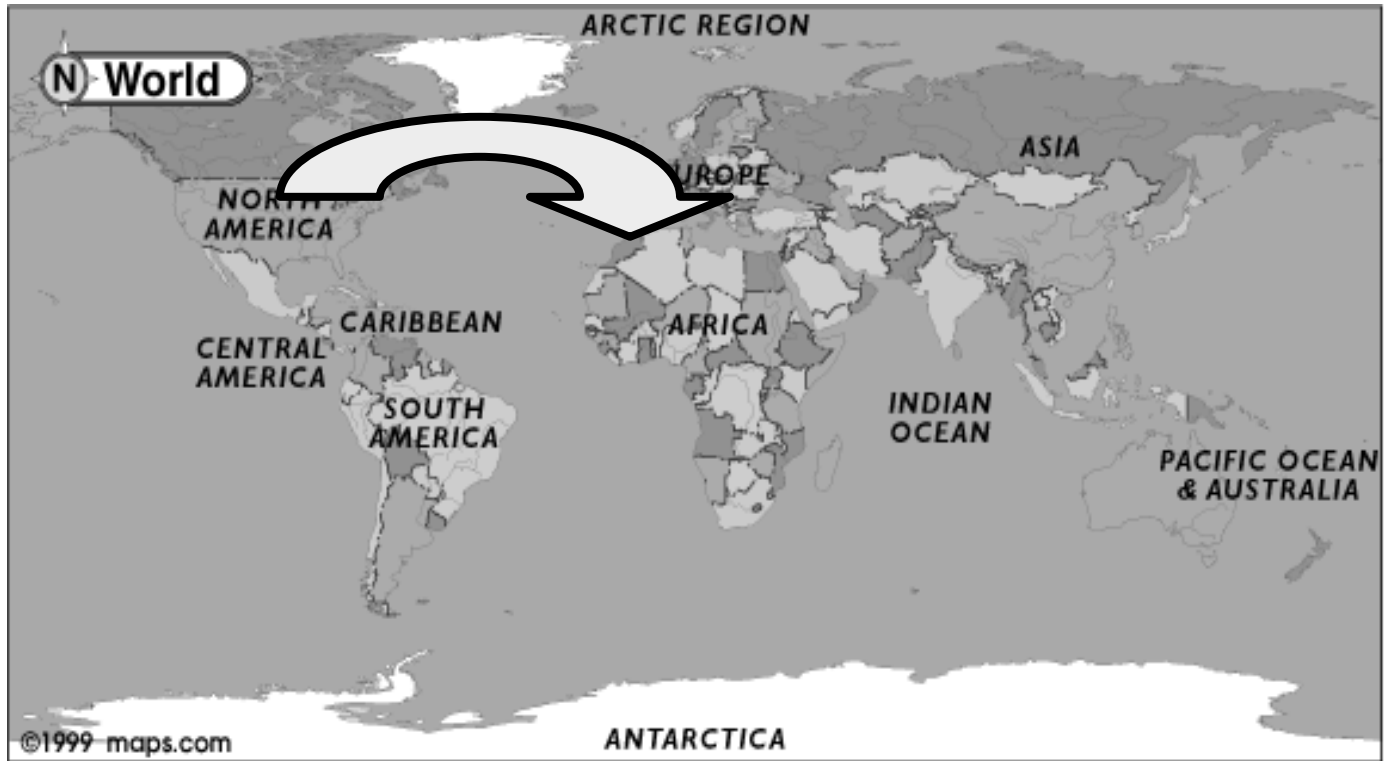 ARCTIC REGION
N World
ASIA
UROPE
NORTH
AMERICA
CARIBBEAN
AFRICA
CENTRAL
AMERICA
SOUTH
AMERICA
INDIAN
OCEAN
PACIFIC OCEAN
& AUSTRALIA
ANTARCTICA
©1999 maps.com